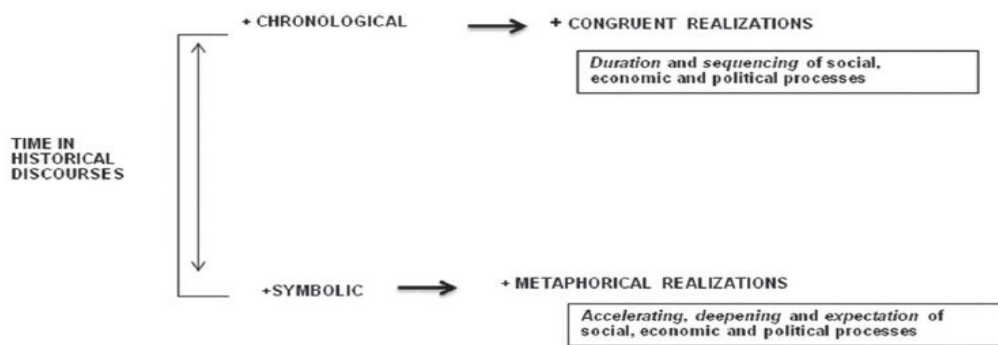 + CHRONOLOGICAL
+ CONGRUENT REALIZATIONS
Duration and sequencing of social,
economic and political processes
TIME IN
HISTORICAL
DISCOURSES
+SYMBOLIC
+ METAPHORICAL REALIZATIONS
Accelerating, deepening and expectation of
social, economic and political processes